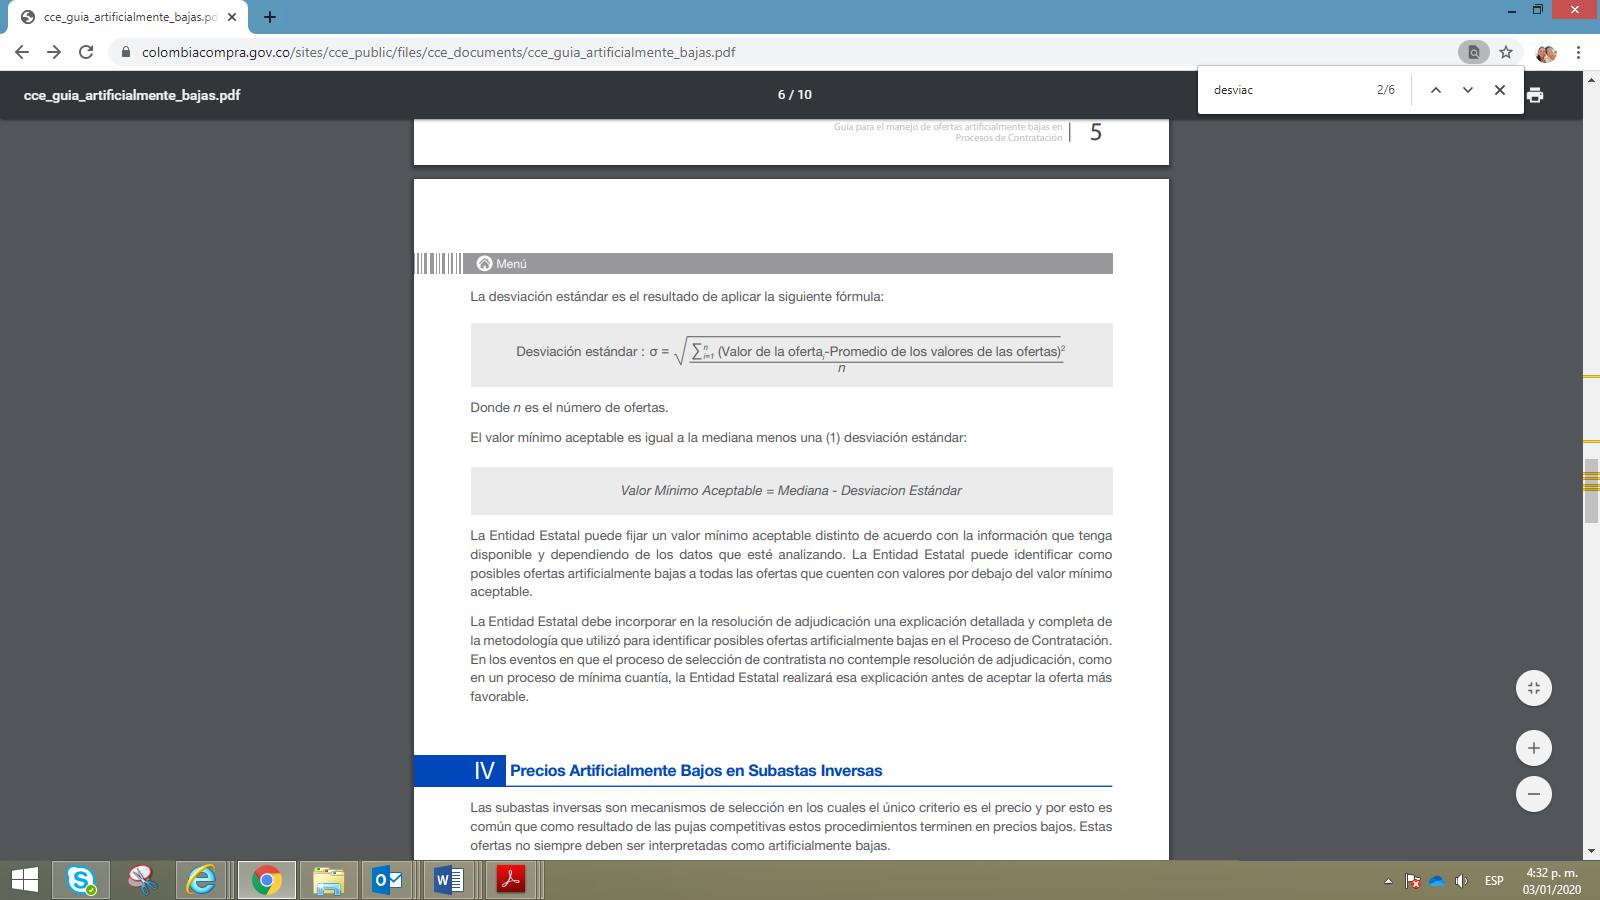 cce_guia_artificialmente_bajas.pd
colombiacompra.gov.co/sites/cce_public/files/cce_documents/cce_guia_artificialmente_bajas.pdf
cce_guia_artificialmente_bajas.pdf
6 / 10
desviac
2/6
Guía para el manejo de ofertas artificialmente bajas en
Procesos de Contratación
5
Menú
La desviación estándar es el resultado de aplicar la siguiente fórmula:
Desviación estándar : σ = √ ∑ⁿᵢ₌₁ (Valor de la ofertaᵢ-Promedio de los valores de las ofertas)²
n
Donde n es el número de ofertas.
El valor mínimo aceptable es igual a la mediana menos una (1) desviación estándar:
Valor Mínimo Aceptable = Mediana - Desviacion Estándar
La Entidad Estatal puede fijar un valor mínimo aceptable distinto de acuerdo con la información que tenga
disponible y dependiendo de los datos que esté analizando. La Entidad Estatal puede identificar como
posibles ofertas artificialmente bajas a todas las ofertas que cuenten con valores por debajo del valor mínimo
aceptable.
La Entidad Estatal debe incorporar en la resolución de adjudicación una explicación detallada y completa de
la metodología que utilizó para identificar posibles ofertas artificialmente bajas en el Proceso de Contratación.
En los eventos en que el proceso de selección de contratista no contemple resolución de adjudicación, como
en un proceso de mínima cuantía, la Entidad Estatal realizará esa explicación antes de aceptar la oferta más
favorable.
IV Precios Artificialmente Bajos en Subastas Inversas
Las subastas inversas son mecanismos de selección en los cuales el único criterio es el precio y por esto es
común que como resultado de las pujas competitivas estos procedimientos terminen en precios bajos. Estas
ofertas no siempre deben ser interpretadas como artificialmente bajas.
ESP
4:32 p. m.
03/01/2020